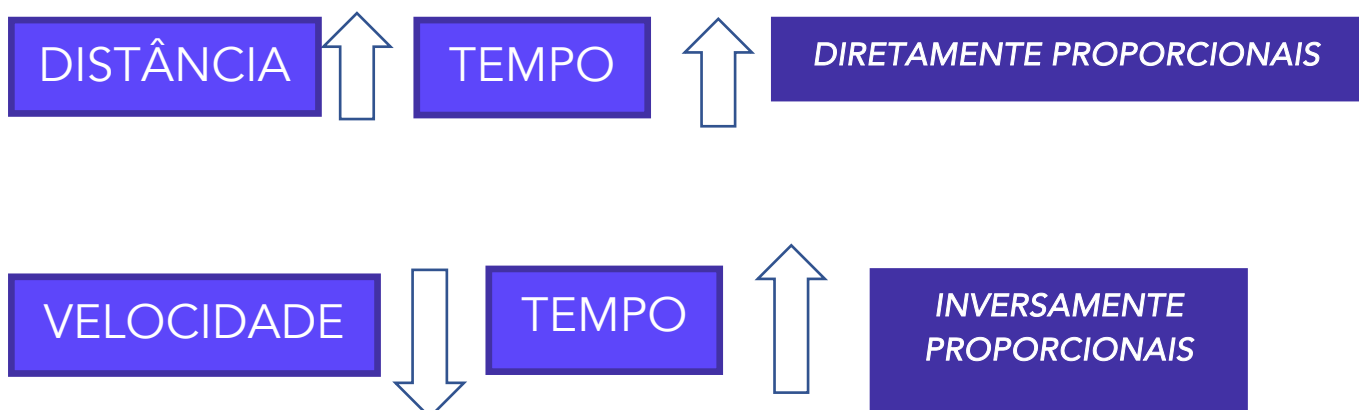 DISTÂNCIA
TEMPO
DIRETAMENTE PROPORCIONAIS
VELOCIDADE
TEMPO
INVERSAMENTE
PROPORCIONAIS